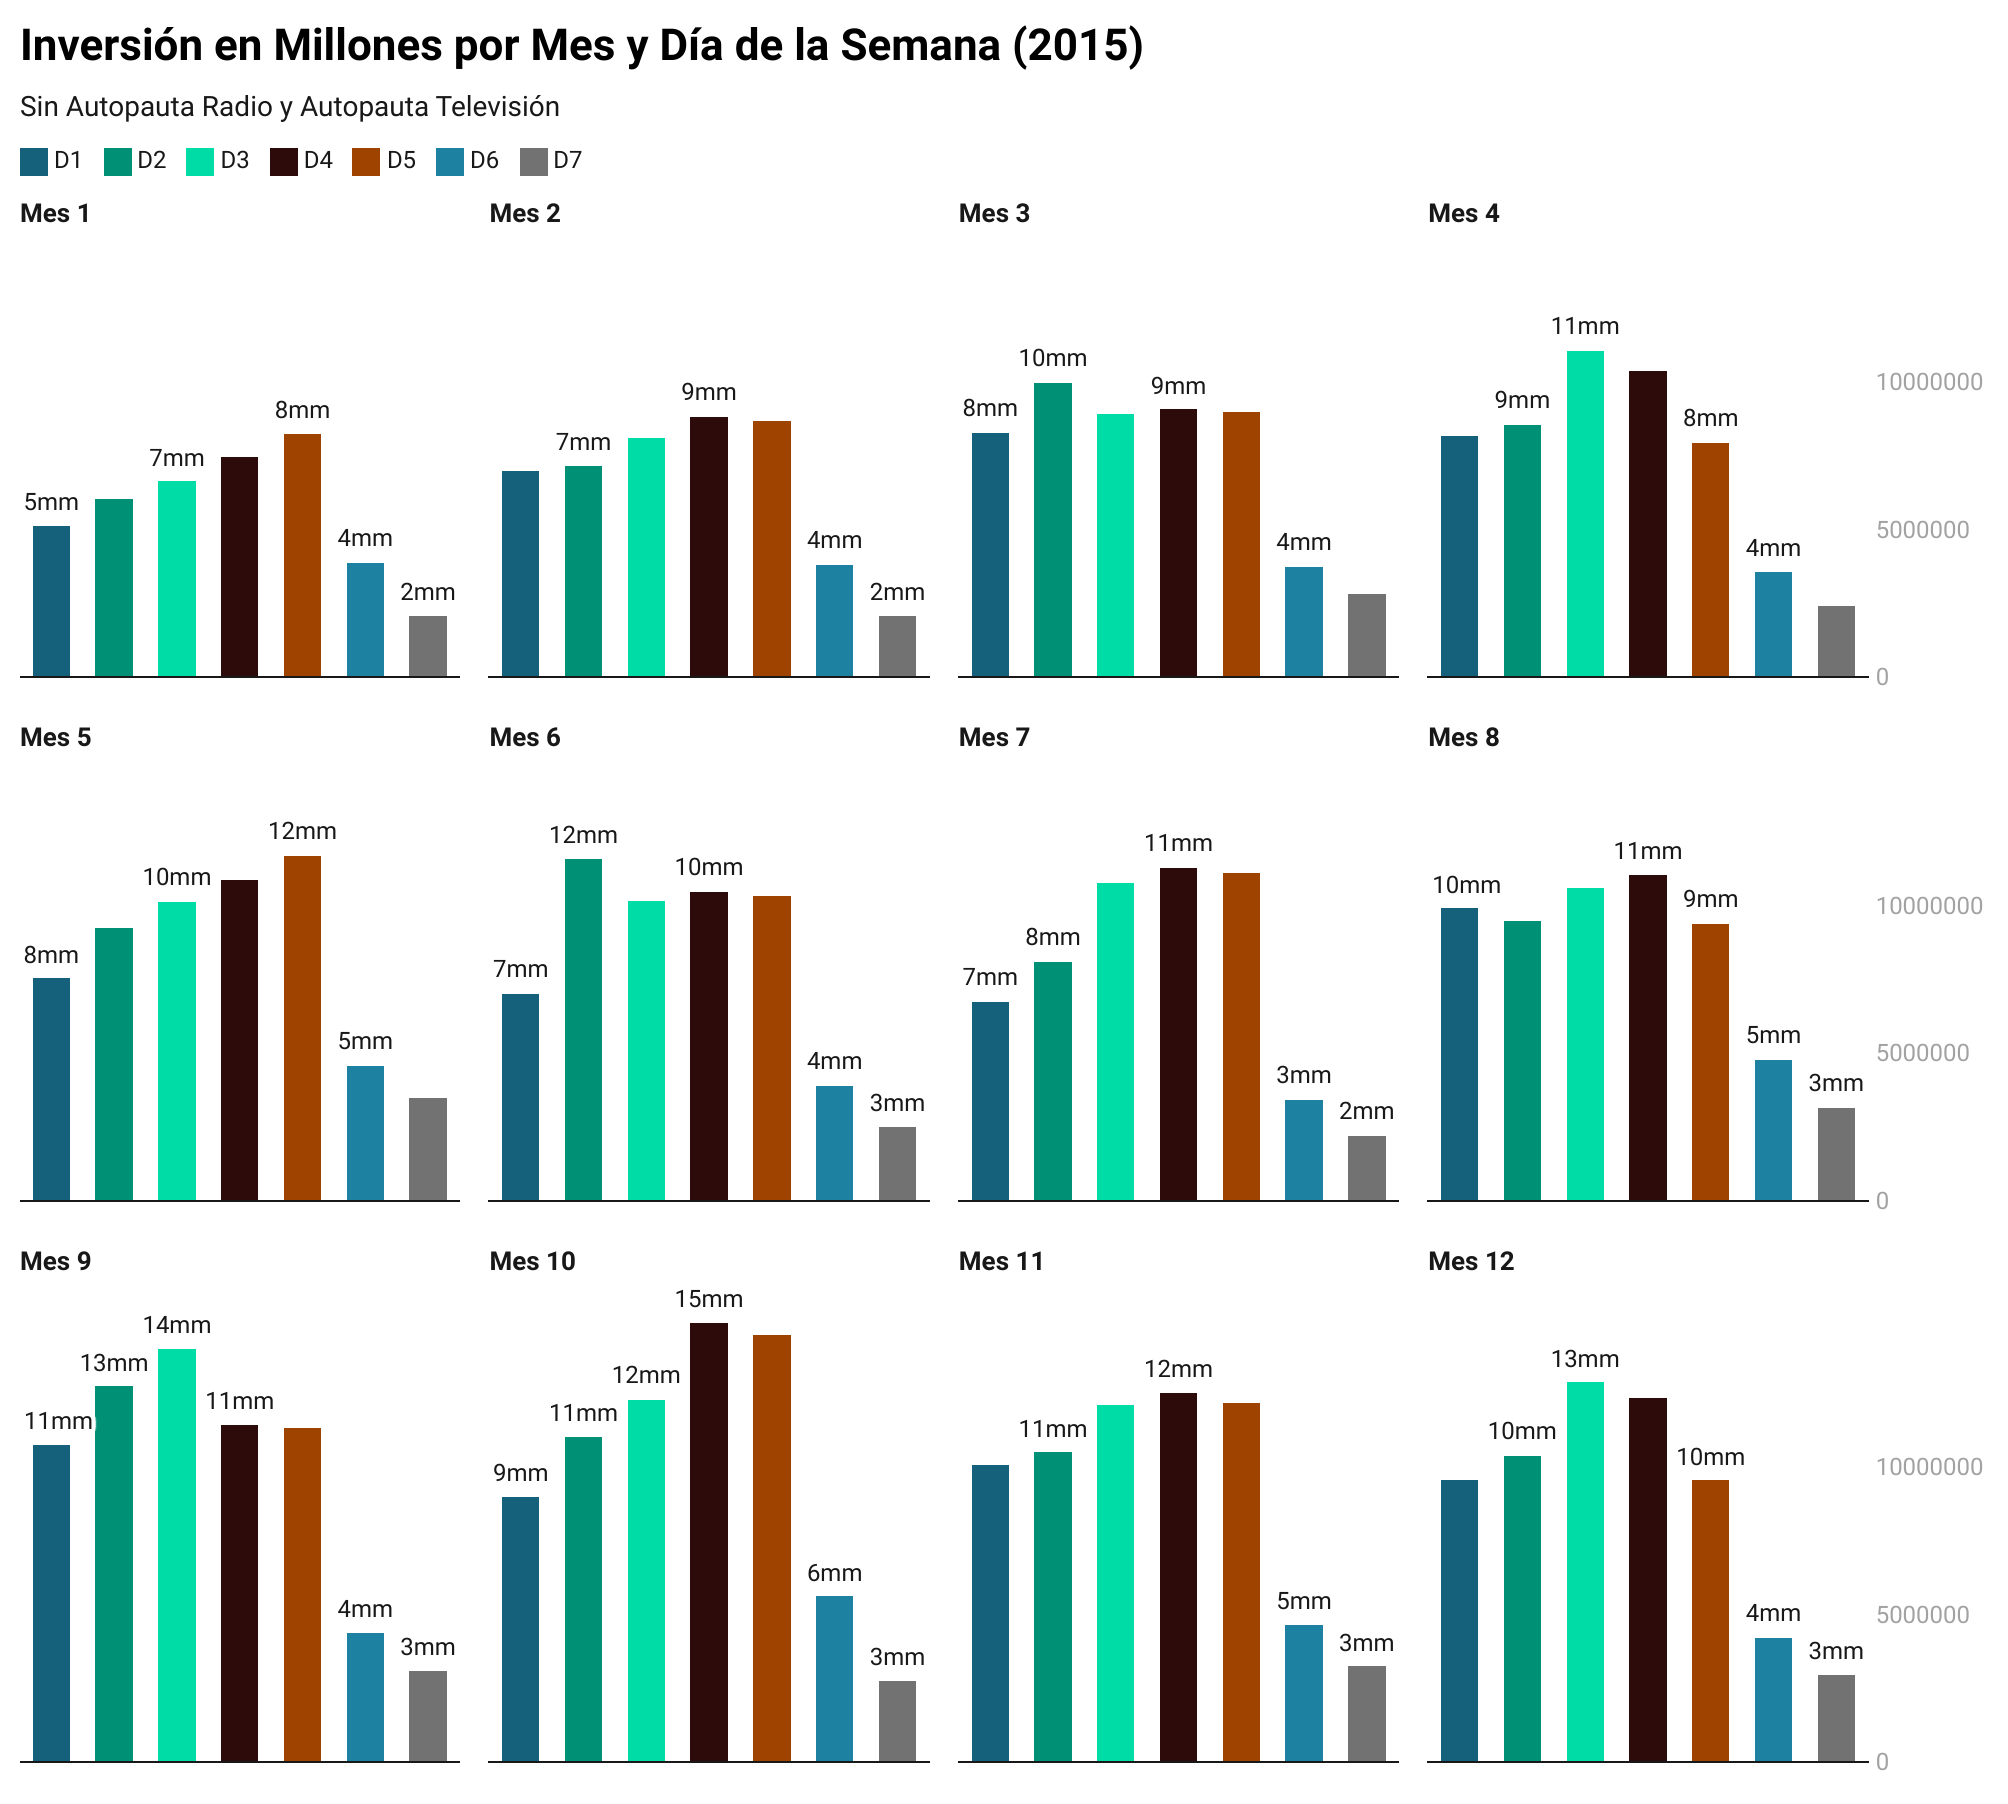 Inversión en Millones por Mes y Día de la Semana (2015)
Sin Autopauta Radio y Autopauta Televisión
D1 D2 D3 D4 D5 D6 D7
Mes 1
5mm 7mm 8mm 4mm 2mm
Mes 2
7mm 9mm 4mm 2mm
Mes 3
8mm 10mm 9mm 4mm
Mes 4
9mm 11mm 8mm 4mm
10000000
5000000
0
Mes 5
8mm 10mm 12mm 5mm
Mes 6
7mm 12mm 10mm 4mm 3mm
Mes 7
7mm 8mm 11mm 3mm 2mm
Mes 8
10mm 11mm 9mm 5mm 3mm
10000000
5000000
0
Mes 9
11mm 13mm 14mm 11mm 4mm 3mm
Mes 10
9mm 11mm 12mm 15mm 6mm 3mm
Mes 11
11mm 12mm 5mm 3mm
Mes 12
10mm 13mm 10mm 4mm 3mm
10000000
5000000
0